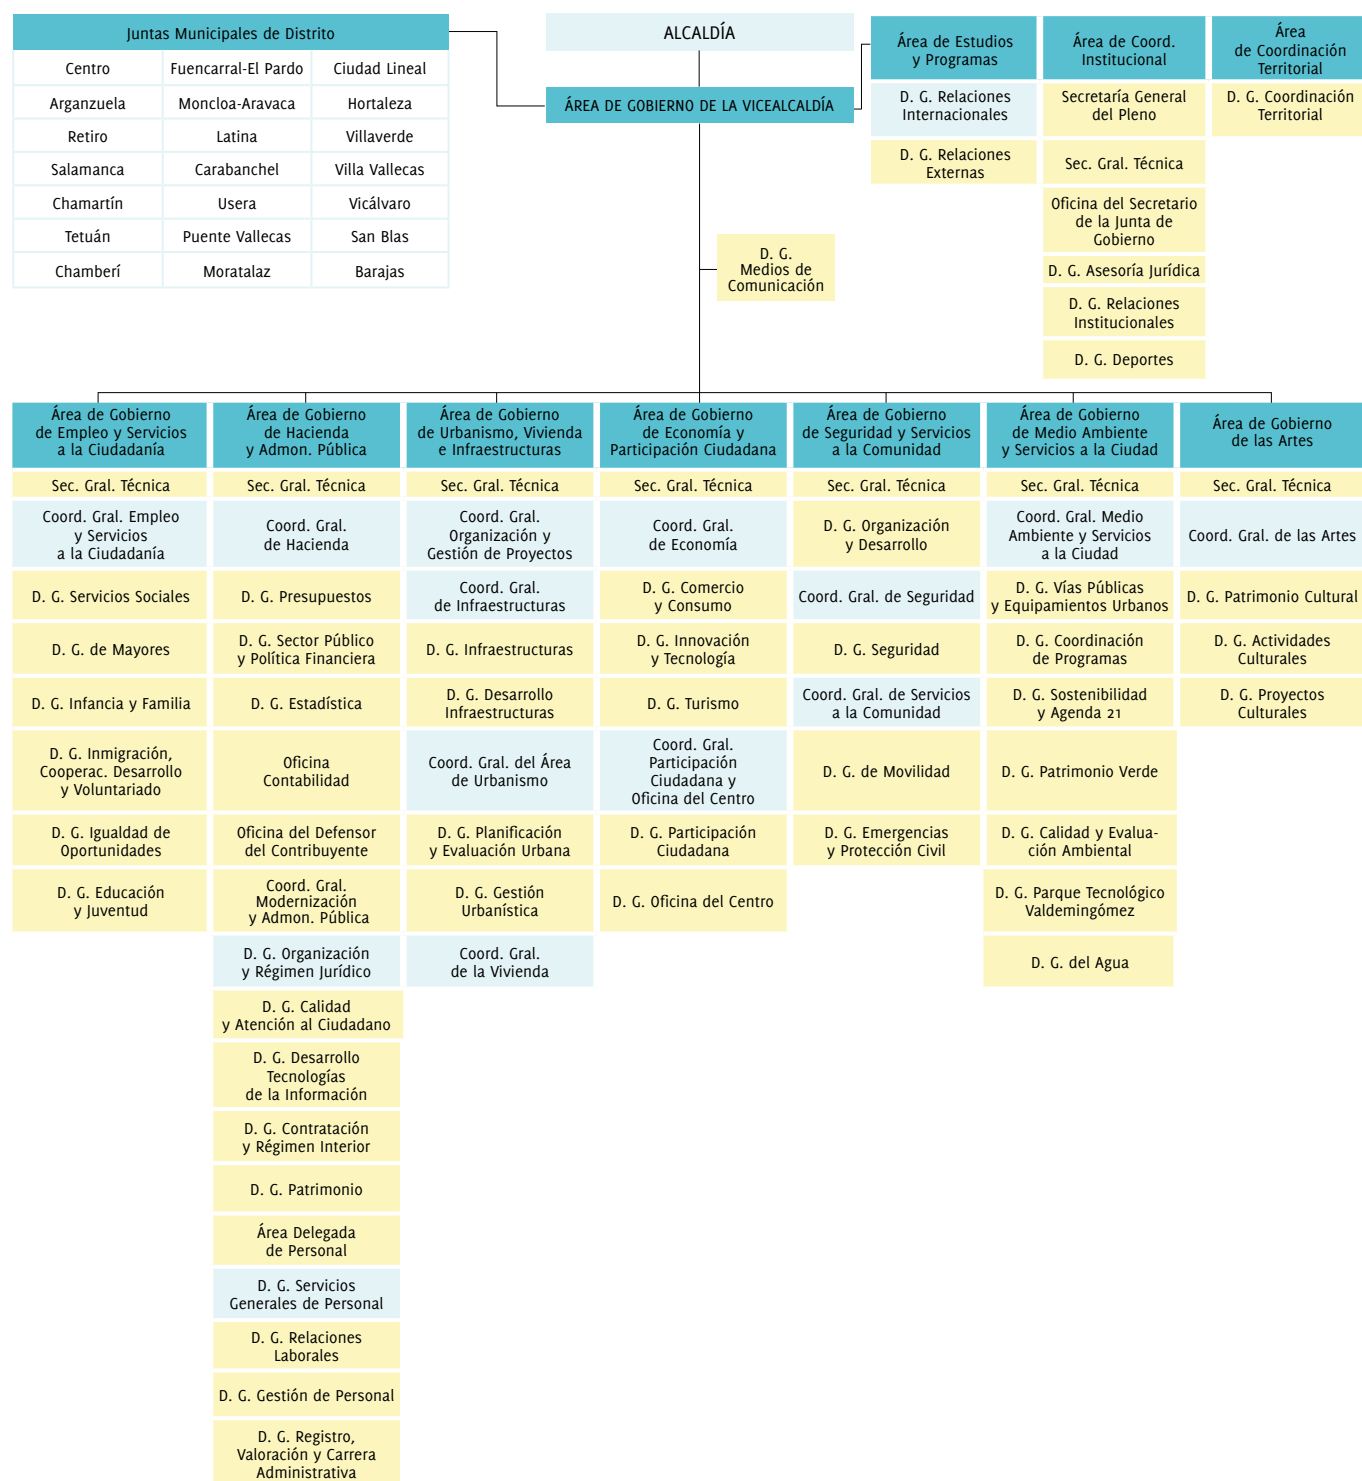 Juntas Municipales de Distrito
Centro
Fuencarral-El Pardo
Ciudad Lineal
Arganzuela
Moncloa-Aravaca
Hortaleza
Retiro
Latina
Villaverde
Salamanca
Carabanchel
Villa Vallecas
Chamartín
Usera
Vicálvaro
Tetuán
Puente Vallecas
San Blas
Chamberí
Moratalaz
Barajas
ALCALDÍA
ÁREA DE GOBIERNO DE LA VICEALCALDÍA
D. G.
Medios de
Comunicación
Área de Estudios
y Programas
D. G. Relaciones
Internacionales
D. G. Relaciones
Externas
Área de Coord.
Institucional
Secretaría General
del Pleno
Sec. Gral. Técnica
Oficina del Secretario
de la Junta de
Gobierno
D. G. Asesoría Jurídica
D. G. Relaciones
Institucionales
D. G. Deportes
Área
de Coordinación
Territorial
D. G. Coordinación
Territorial
Área de Gobierno
de Empleo y Servicios
a la Ciudadanía
Sec. Gral. Técnica
Coord. Gral. Empleo
y Servicios
a la Ciudadanía
D. G. Servicios Sociales
D. G. de Mayores
D. G. Infancia y Familia
D. G. Inmigración,
Cooperac. Desarrollo
y Voluntariado
D. G. Igualdad de
Oportunidades
D. G. Educación
y Juventud
Área de Gobierno
de Hacienda
y Admon. Pública
Sec. Gral. Técnica
Coord. Gral.
de Hacienda
D. G. Presupuestos
D. G. Sector Público
y Política Financiera
D. G. Estadística
Oficina
Contabilidad
Oficina del Defensor
del Contribuyente
Coord. Gral.
Modernización
y Admon. Pública
D. G. Organización
y Régimen Jurídico
D. G. Calidad
y Atención al Ciudadano
D. G. Desarrollo
Tecnologías
de la Información
D. G. Contratación
y Régimen Interior
D. G. Patrimonio
Área Delegada
de Personal
D. G. Servicios
Generales de Personal
D. G. Relaciones
Laborales
D. G. Gestión de Personal
D. G. Registro,
Valoración y Carrera
Administrativa
Área de Gobierno
de Urbanismo, Vivienda
e Infraestructuras
Sec. Gral. Técnica
Coord. Gral.
Organización y
Gestión de Proyectos
Coord. Gral.
de Infraestructuras
D. G. Infraestructuras
D. G. Desarrollo
Infraestructuras
Coord. Gral. del Área
de Urbanismo
D. G. Planificación
y Evaluación Urbana
D. G. Gestión
Urbanística
Coord. Gral.
de la Vivienda
Área de Gobierno
de Economía y
Participación Ciudadana
Sec. Gral. Técnica
Coord. Gral.
de Economía
D. G. Comercio
y Consumo
D. G. Innovación
y Tecnología
D. G. Turismo
Coord. Gral.
Participación
Ciudadana y
Oficina del Centro
D. G. Participación
Ciudadana
D. G. Oficina del Centro
Área de Gobierno
de Seguridad y Servicios
a la Comunidad
Sec. Gral. Técnica
D. G. Organización
y Desarrollo
Coord. Gral. de Seguridad
D. G. Seguridad
Coord. Gral. de Servicios
a la Comunidad
D. G. de Movilidad
D. G. Emergencias
y Protección Civil
Área de Gobierno
de Medio Ambiente
y Servicios a la Ciudad
Sec. Gral. Técnica
Coord. Gral. Medio
Ambiente y Servicios
a la Ciudad
D. G. Vías Públicas
y Equipamientos Urbanos
D. G. Coordinación
de Programas
D. G. Sostenibilidad
y Agenda 21
D. G. Patrimonio Verde
D. G. Calidad y Evalua-
ción Ambiental
D. G. Parque Tecnológico
Valdemingómez
D. G. del Agua
Área de Gobierno
de las Artes
Sec. Gral. Técnica
Coord. Gral. de las Artes
D. G. Patrimonio Cultural
D. G. Actividades
Culturales
D. G. Proyectos
Culturales